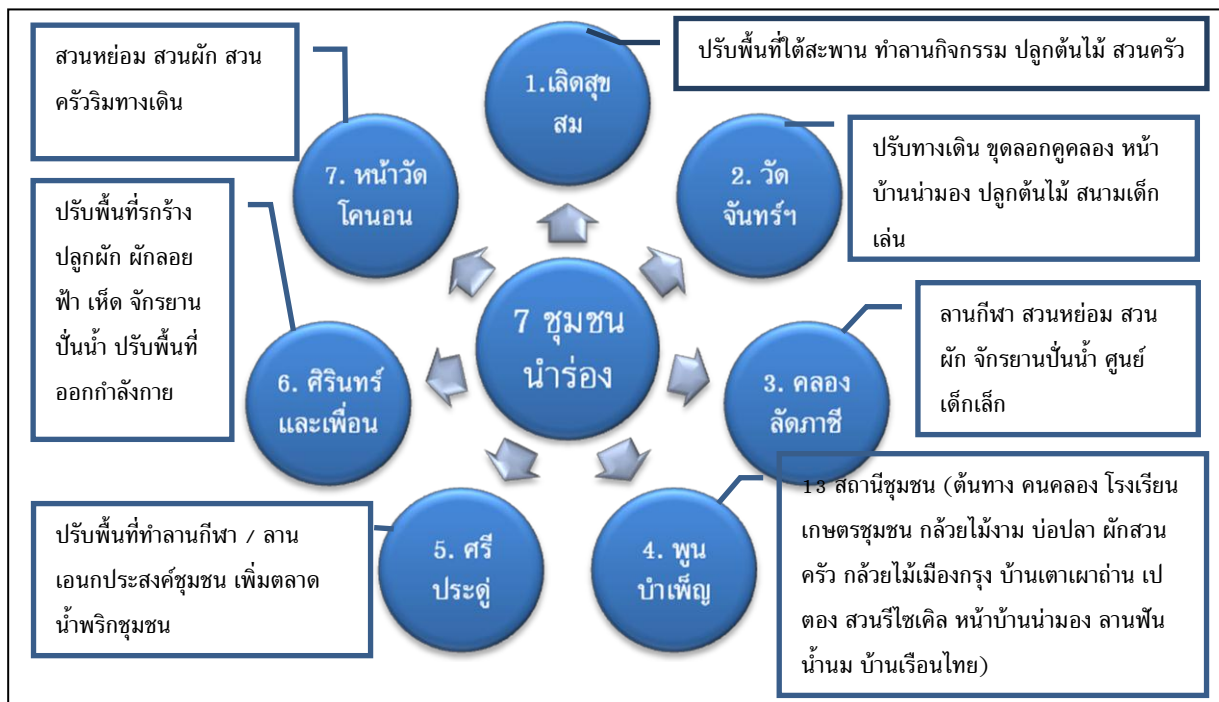 7 ชุมชน
นำร่อง
1.เลิดสุข
สม
ปรับพื้นที่ใต้สะพาน ทำลานกิจกรรม ปลูกต้นไม้ สวนครัว
2. วัด
จันทร์ฯ
ปรับทางเดิน ขุดลอกคูคลอง หน้า
บ้านน่ามอง ปลูกต้นไม้ สนามเด็ก
เล่น
3. คลอง
ลัดภาชี
ลานกีฬา สวนหย่อม สวน
ผัก จักรยานปั่นน้ำ ศูนย์
เด็กเล็ก
4. พูน
บำเพ็ญ
13 สถานีชุมชน (ต้นทาง คนคลอง โรงเรียน
เกษตรชุมชน กล้วยไม้งาม บ่อปลา ผักสวน
ครัว กล้วยไม้เมืองกรุง บ้านเตาเผาถ่าน เป
ตอง สวนรีไซเคิล หน้าบ้านน่ามอง ลานฟัน
น้ำนม บ้านเรือนไทย)
5. ศรี
ประดู่
ปรับพื้นที่ทำลานกีฬา / ลาน
เอนกประสงค์ชุมชน เพิ่มตลาด
น้ำพริกชุมชน
6. ศิรินทร์
และเพื่อน
ปรับพื้นที่รกร้าง
ปลูกผัก ผักลอย
ฟ้า เห็ด จักรยาน
ปั่นน้ำ ปรับพื้นที่
ออกกำลังกาย
7. หน้าวัด
โคนอน
สวนหย่อม สวนผัก สวน
ครัวริมทางเดิน